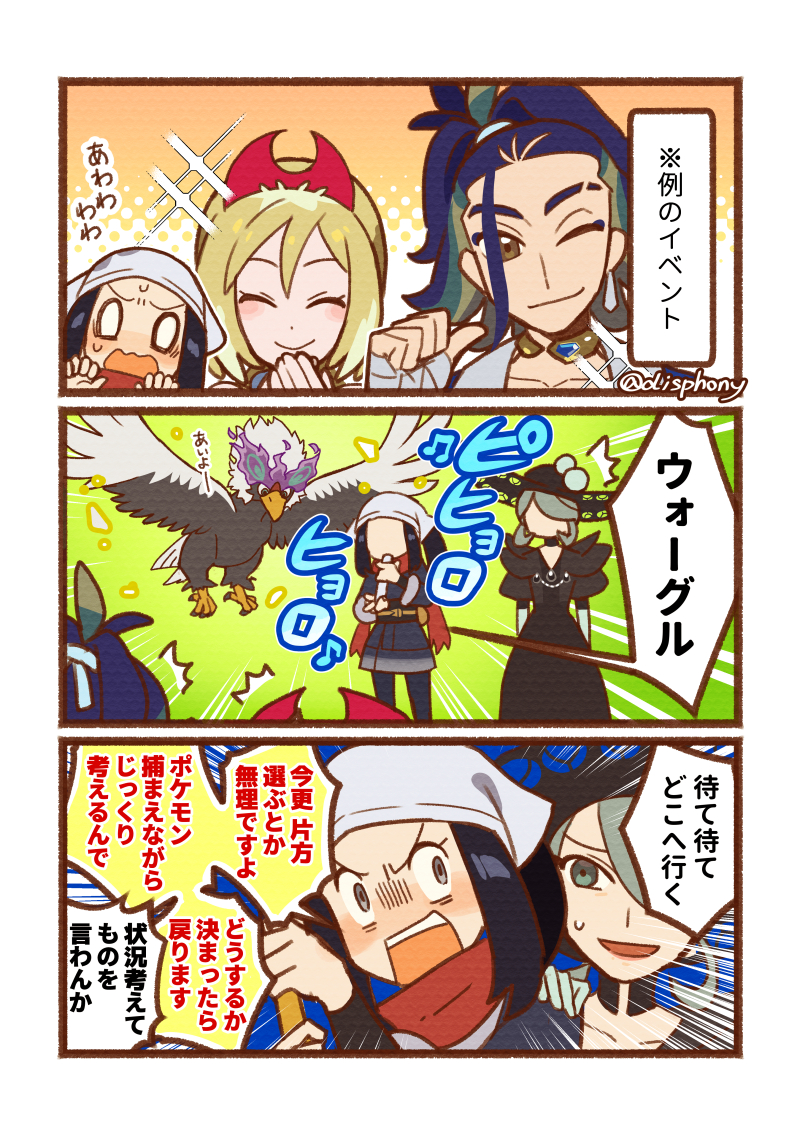 ※例のイベント
あわわ
わわ
@disphony
ウォーグル
ピヒョロ♪
ヒョロ♪
あいよー
待て待て
どこへ行く
今更 片方
選ぶとか
無理ですよ
ポケモン
捕まえながら
じっくり
考えるんで
どうするか
決まったら
戻ります
状況考えて
ものを
言わんか